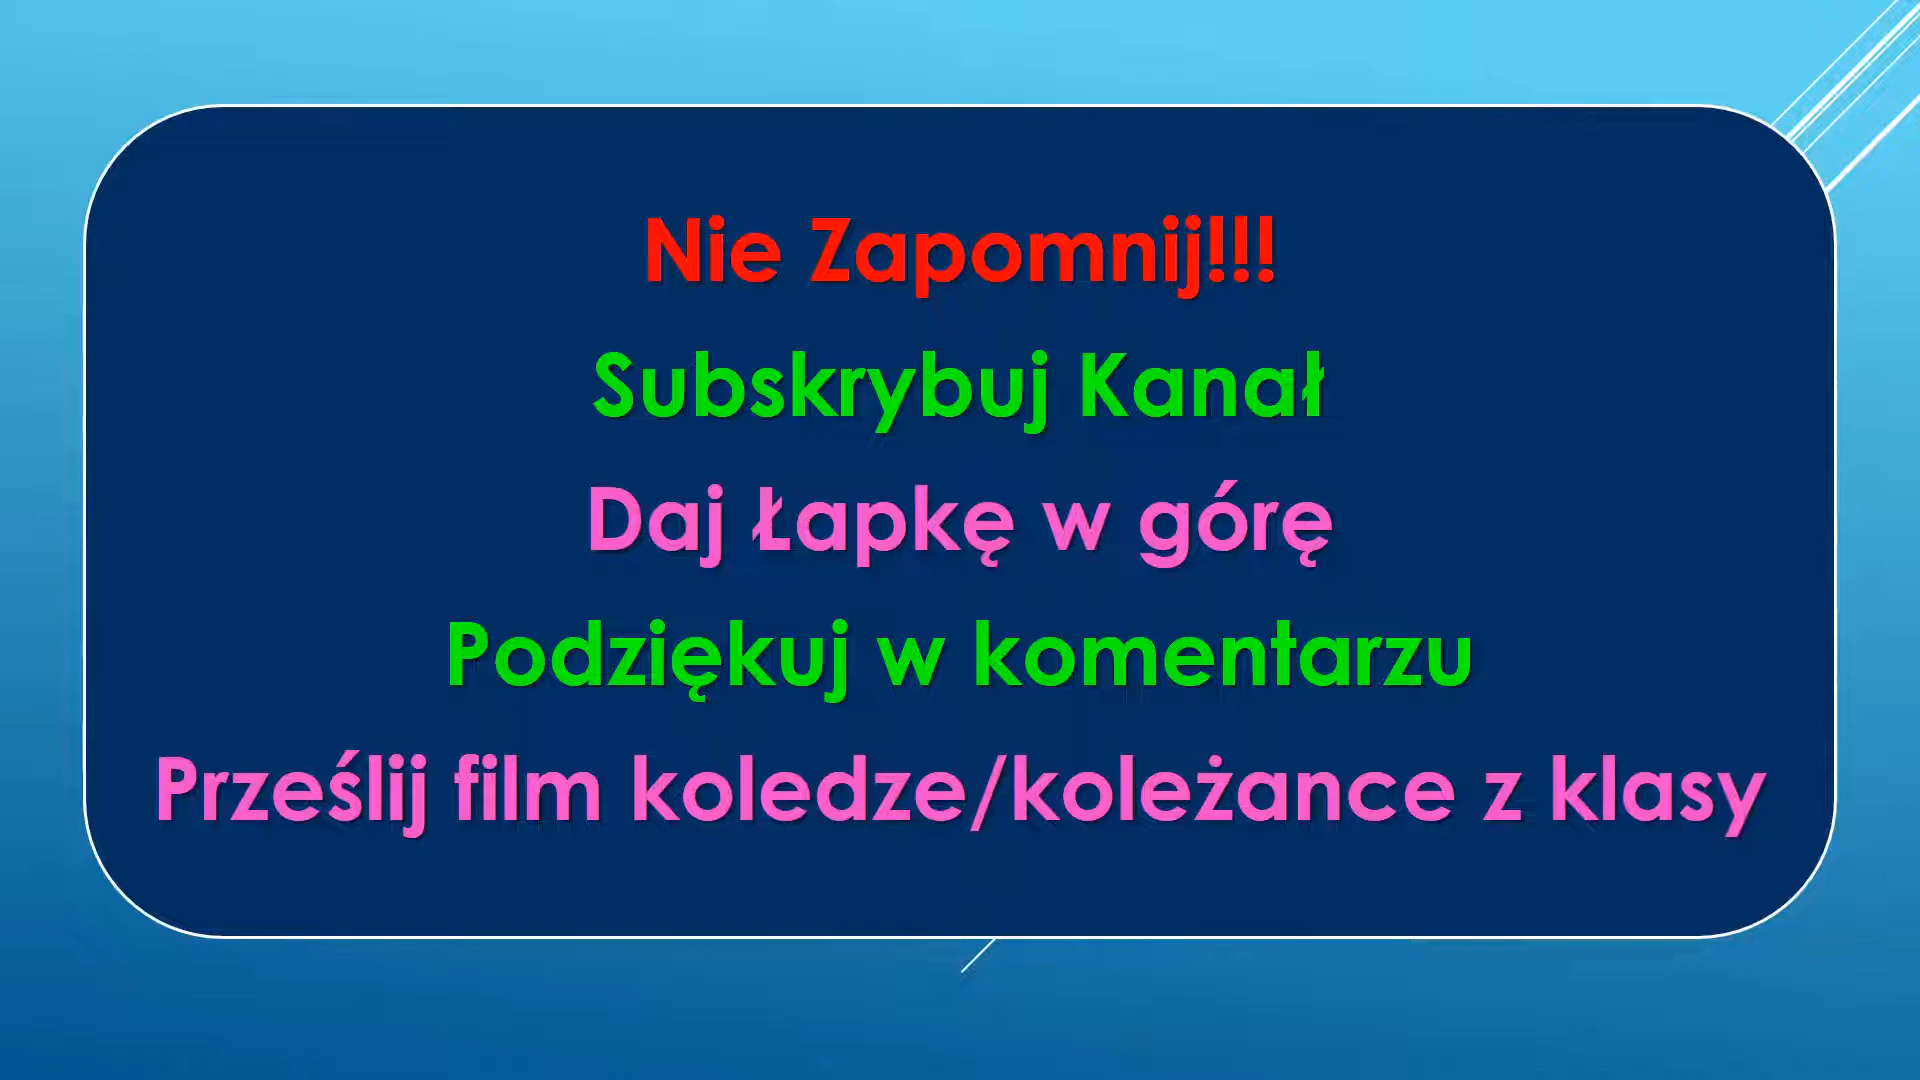 Nie Zapomnij!!!
Subskrybuj Kanał
Daj Łapkę w górę
Podziękuj w komentarzu
Prześlij film koledze/koleżance z klasy